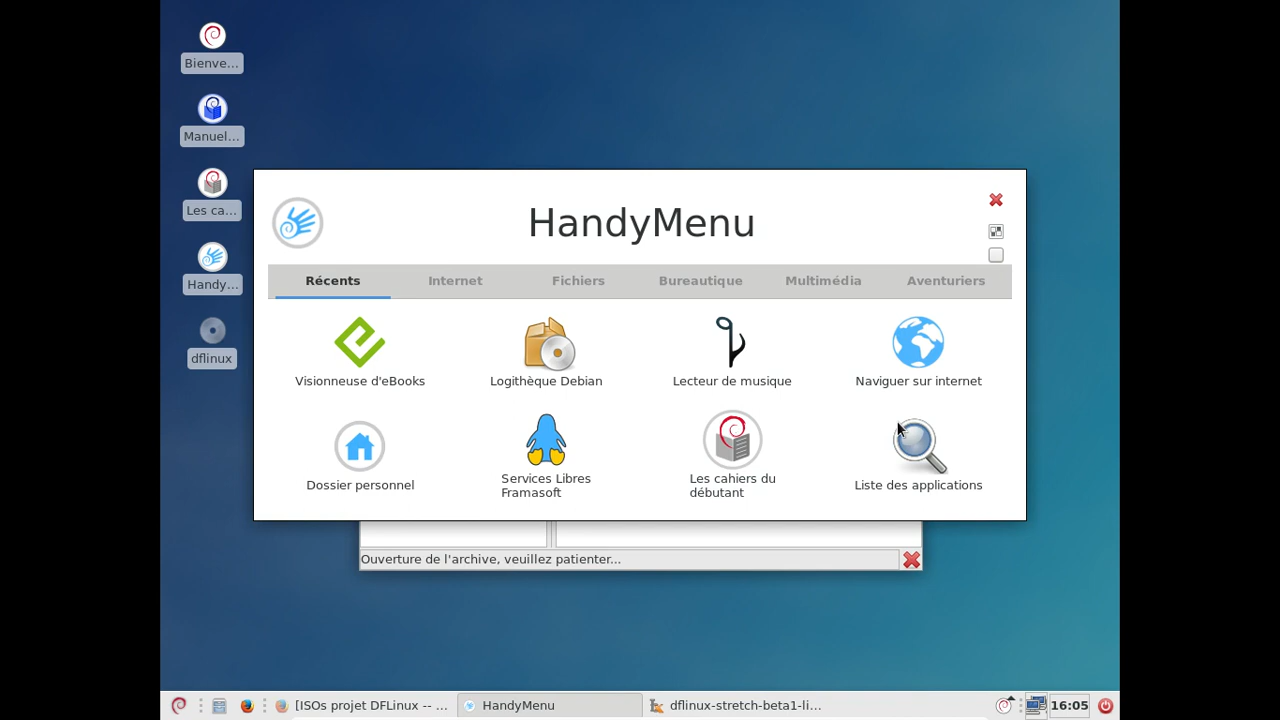 Bienve...
Manuel...
Les ca...
Handy...
dflinux
HandyMenu
Récents
Internet
Fichiers
Bureautique
Multimédia
Aventuriers
Visionneuse d'eBooks
Logithèque Debian
Lecteur de musique
Naviguer sur internet
Dossier personnel
Services Libres
Framasoft
Les cahiers du
débutant
Liste des applications
Ouverture de l'archive, veuillez patienter...
[ISOs projet DFLinux -- ...
HandyMenu
dflinux-stretch-beta1-li...
16:05